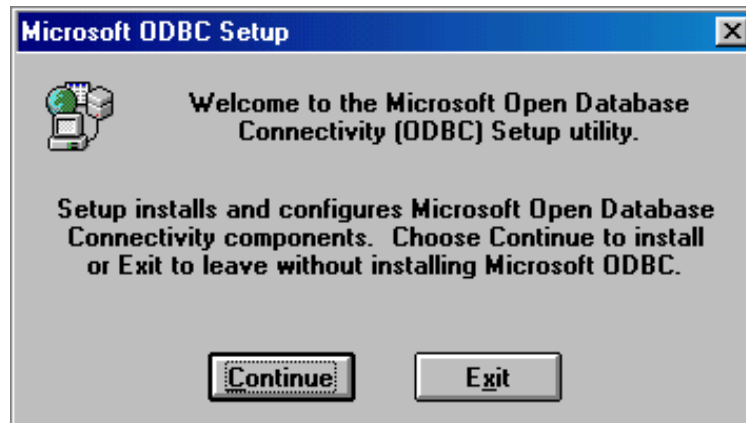 Microsoft ODBC Setup
Welcome to the Microsoft Open Database
Connectivity (ODBC) Setup utility.
Setup installs and configures Microsoft Open Database
Connectivity components.  Choose Continue to install
or Exit to leave without installing Microsoft ODBC.
Continue
Exit